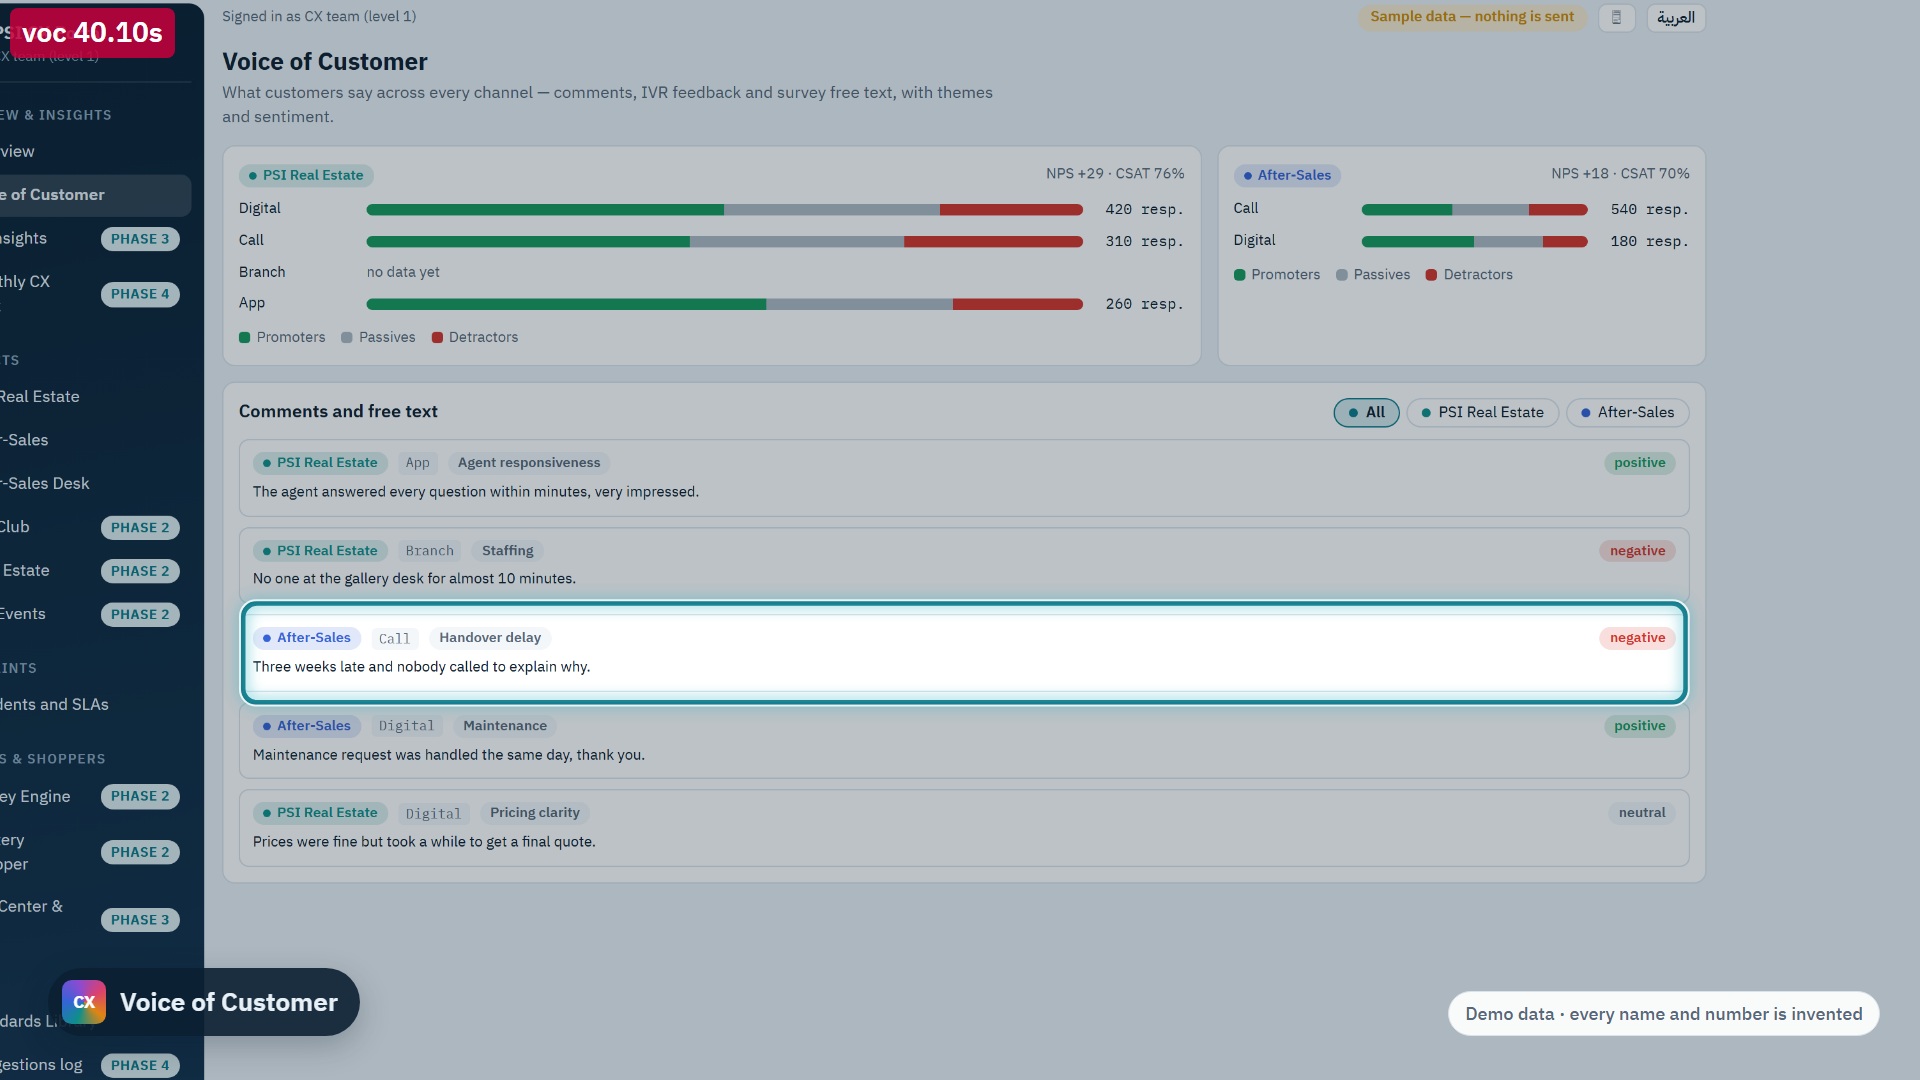 voc 40.10s
CX team (level 1)
EW & INSIGHTS
view
e of Customer
nsights
PHASE 3
thly CX
PHASE 4
CTS
Real Estate
r-Sales
r-Sales Desk
Club
PHASE 2
Estate
PHASE 2
Events
PHASE 2
INTS
dents and SLAs
S & SHOPPERS
ey Engine
PHASE 2
tery
pper
PHASE 2
Center &
PHASE 3
dards Library
gestions log
PHASE 4
Signed in as CX team (level 1)
Sample data — nothing is sent
العربية
Voice of Customer
What customers say across every channel — comments, IVR feedback and survey free text, with themes
and sentiment.
PSI Real Estate
NPS +29 · CSAT 76%
Digital
420 resp.
Call
310 resp.
Branch
no data yet
App
260 resp.
Promoters Passives Detractors
After-Sales
NPS +18 · CSAT 70%
Call
540 resp.
Digital
180 resp.
Promoters Passives Detractors
Comments and free text
All
PSI Real Estate
After-Sales
PSI Real Estate App Agent responsiveness positive
The agent answered every question within minutes, very impressed.
PSI Real Estate Branch Staffing negative
No one at the gallery desk for almost 10 minutes.
After-Sales Call Handover delay negative
Three weeks late and nobody called to explain why.
After-Sales Digital Maintenance positive
Maintenance request was handled the same day, thank you.
PSI Real Estate Digital Pricing clarity neutral
Prices were fine but took a while to get a final quote.
CX Voice of Customer
Demo data · every name and number is invented